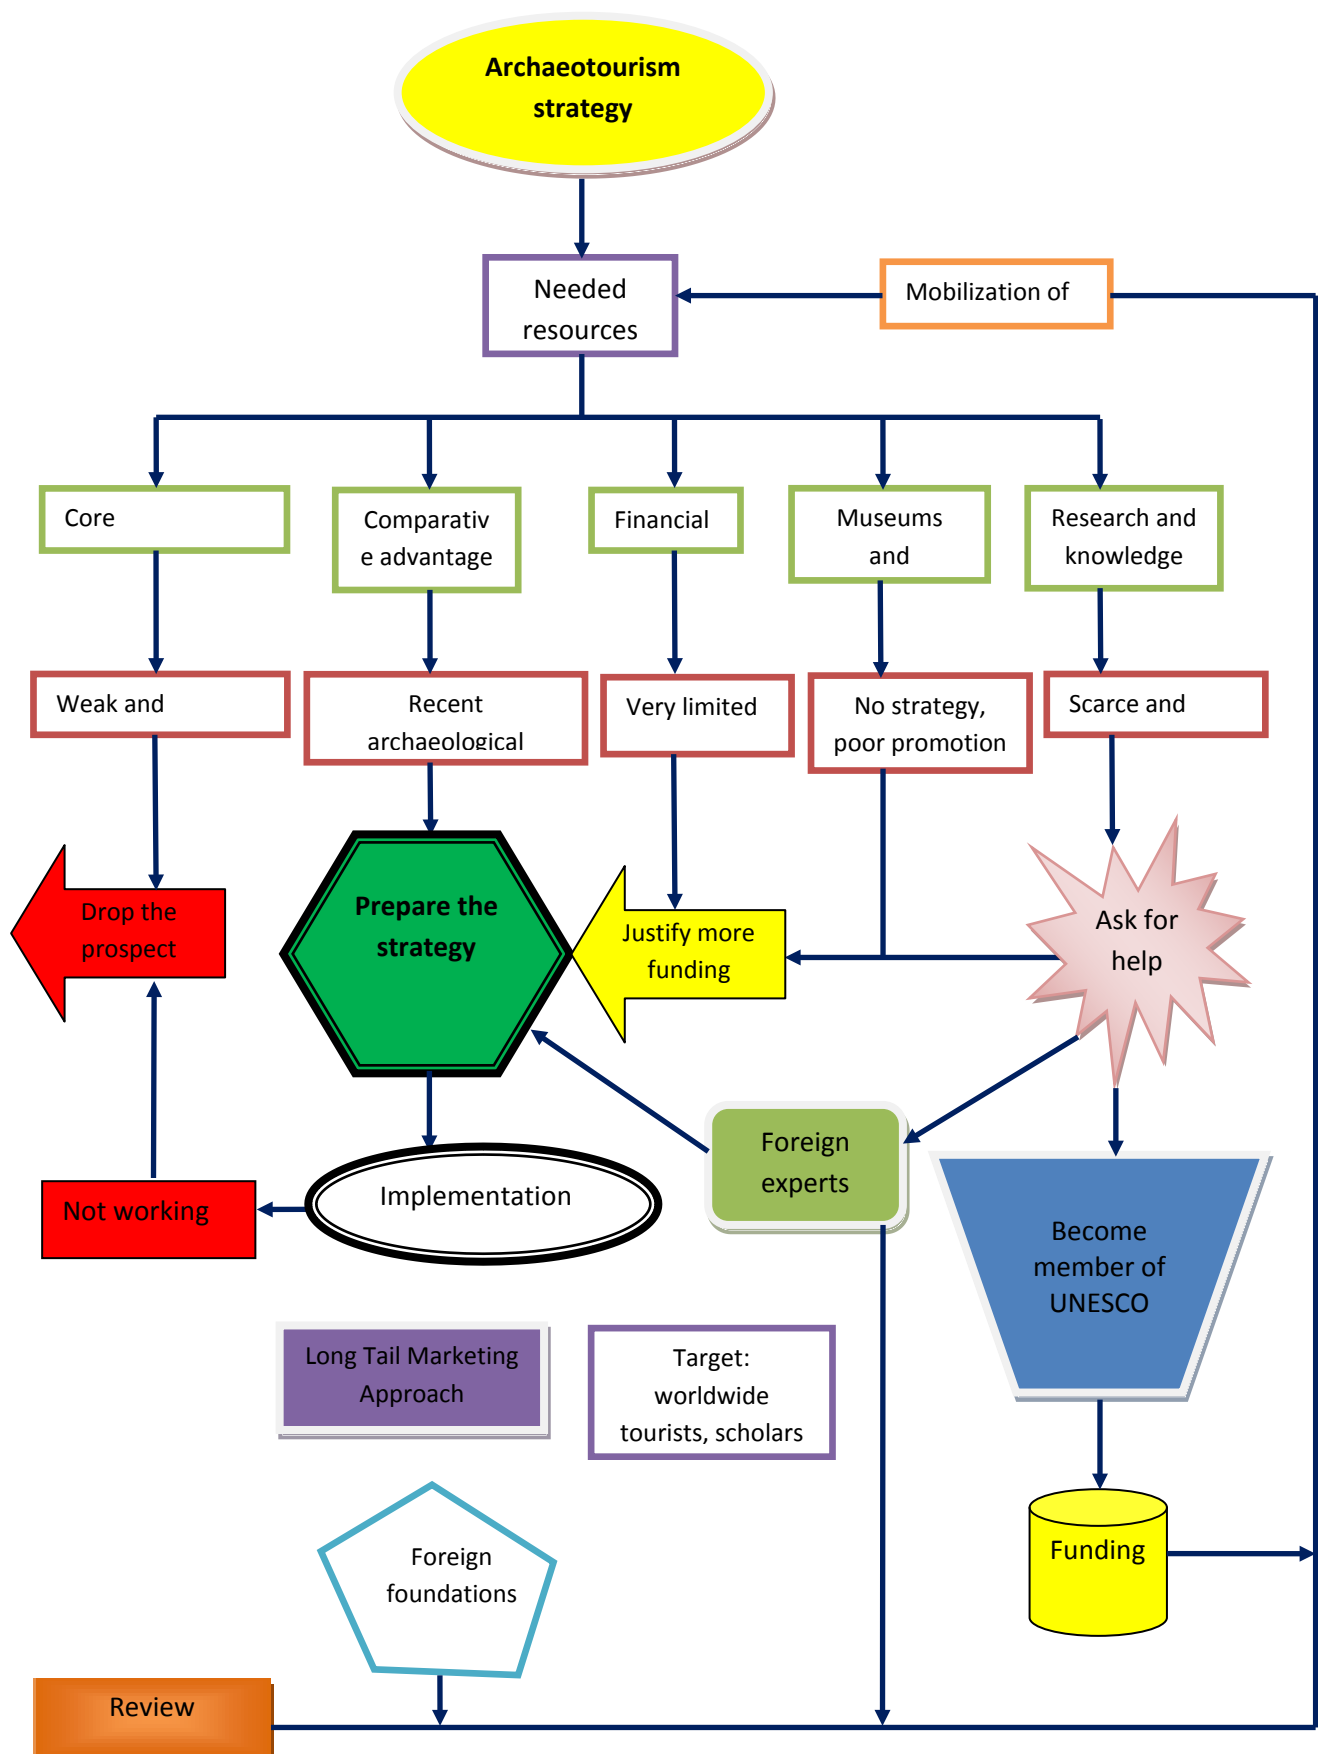 Archaeotourism
strategy
Needed
resources
Mobilization of
Core
Comparativ
e advantage
Financial
Museums
and
Research and
knowledge
Weak and
Recent
archaeological
Very limited
No strategy,
poor promotion
Scarce and
Drop the
prospect
Prepare the
strategy
Justify more
funding
Ask for
help
Not working
Implementation
Foreign
experts
Become
member of
UNESCO
Long Tail Marketing
Approach
Target:
worldwide
tourists, scholars
Foreign
foundations
Funding
Review